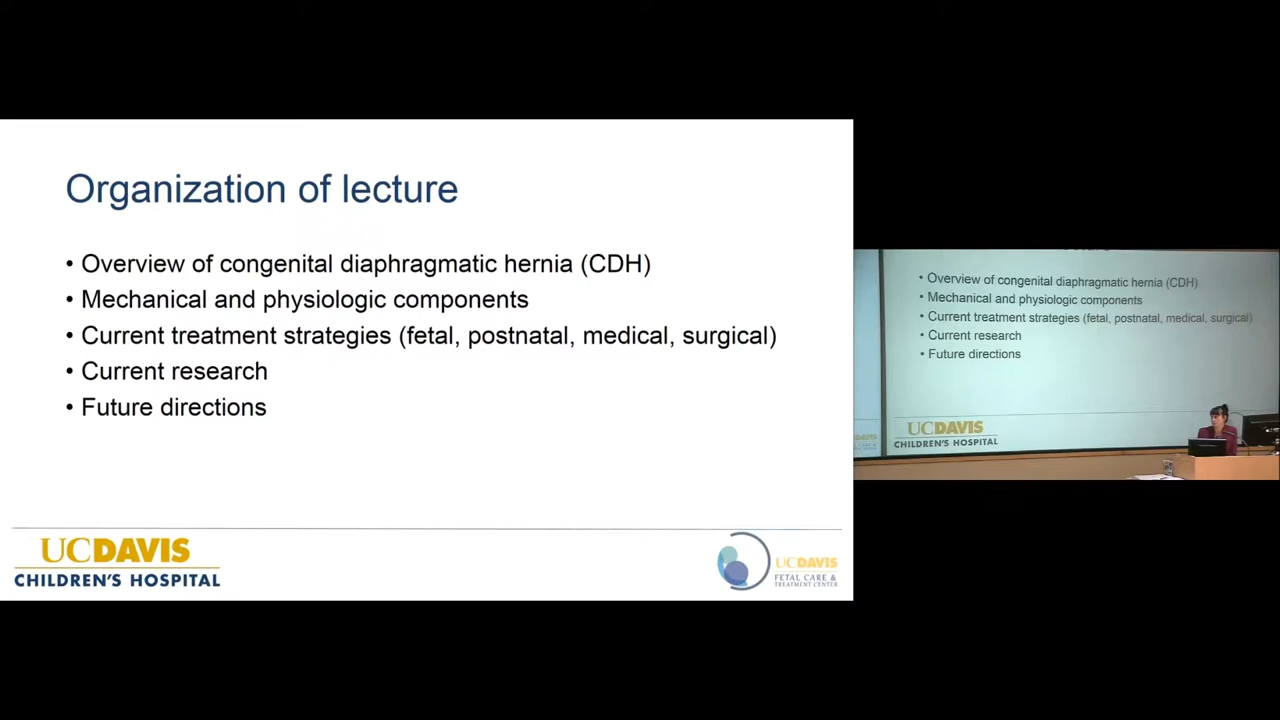 Organization of lecture
• Overview of congenital diaphragmatic hernia (CDH)
• Mechanical and physiologic components
• Current treatment strategies (fetal, postnatal, medical, surgical)
• Current research
• Future directions
UCDAVIS
CHILDREN'S HOSPITAL
UCDAVIS
FETAL CARE &
TREATMENT CENTER
• Overview of congenital diaphragmatic hernia (CDH)
• Mechanical and physiologic components
• Current treatment strategies (fetal, postnatal, medical, surgical)
• Current research
• Future directions
UCDAVIS
CHILDREN'S HOSPITAL